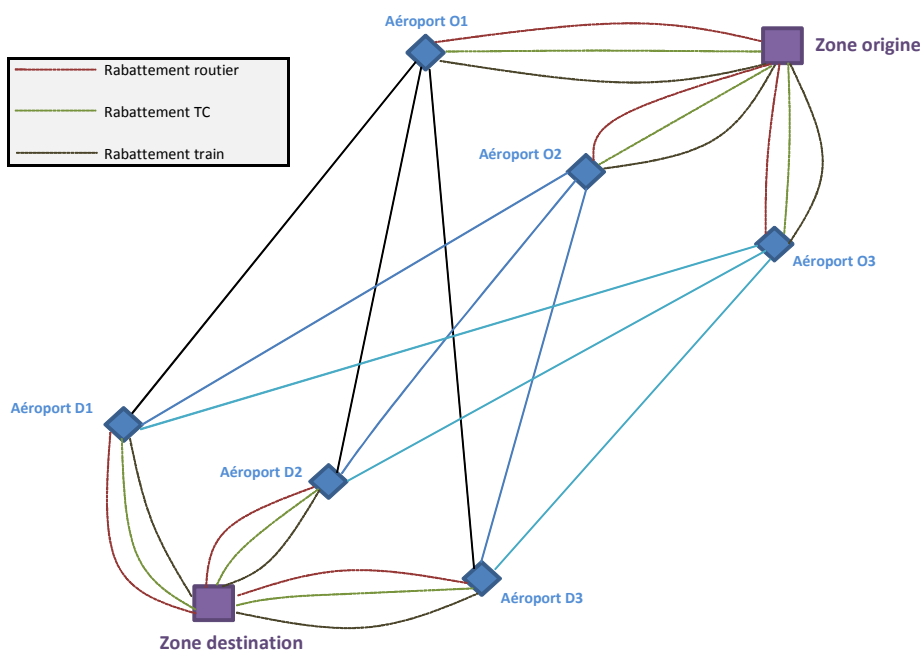 Aéroport O1
Zone origine
Rabattement routier
Rabattement TC
Rabattement train
Aéroport O2
Aéroport O3
Aéroport D1
Aéroport D2
Aéroport D3
Zone destination